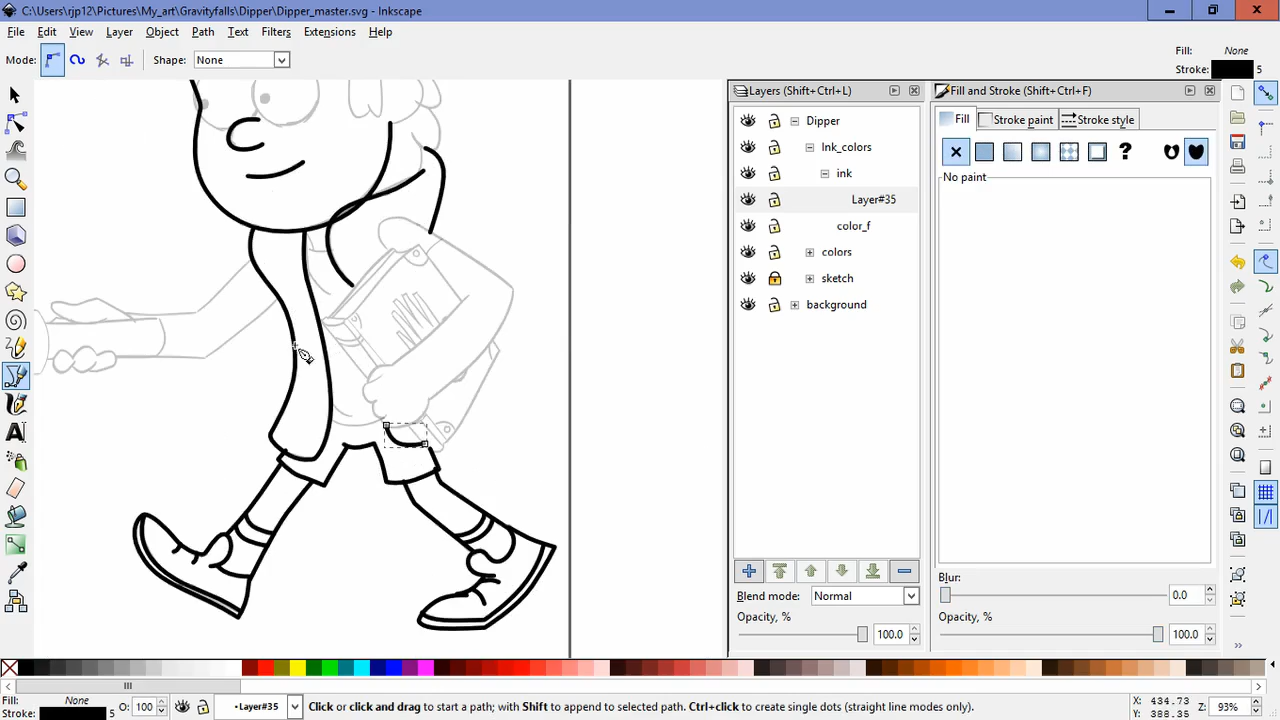 C:\Users\rjp12\Pictures\My_art\Gravityfalls\Dipper\Dipper_master.svg - Inkscape
File Edit View Layer Object Path Text Filters Extensions Help
Mode: Shape: None
Fill: None
Stroke: 5
Layers (Shift+Ctrl+L)
Dipper
Ink_colors
ink
Layer#35
color_f
colors
sketch
background
Blend mode: Normal
Opacity, %
100.0
Fill and Stroke (Shift+Ctrl+F)
Fill Stroke paint Stroke style
?
No paint
Blur:
0.0
Opacity, %
100.0
Fill: None
Stroke: 5
O: 100
•Layer#35
Click or click and drag to start a path; with Shift to append to selected path. Ctrl+click to create single dots (straight line modes only).
X: 434.73
Y: 388.35
Z: 93%